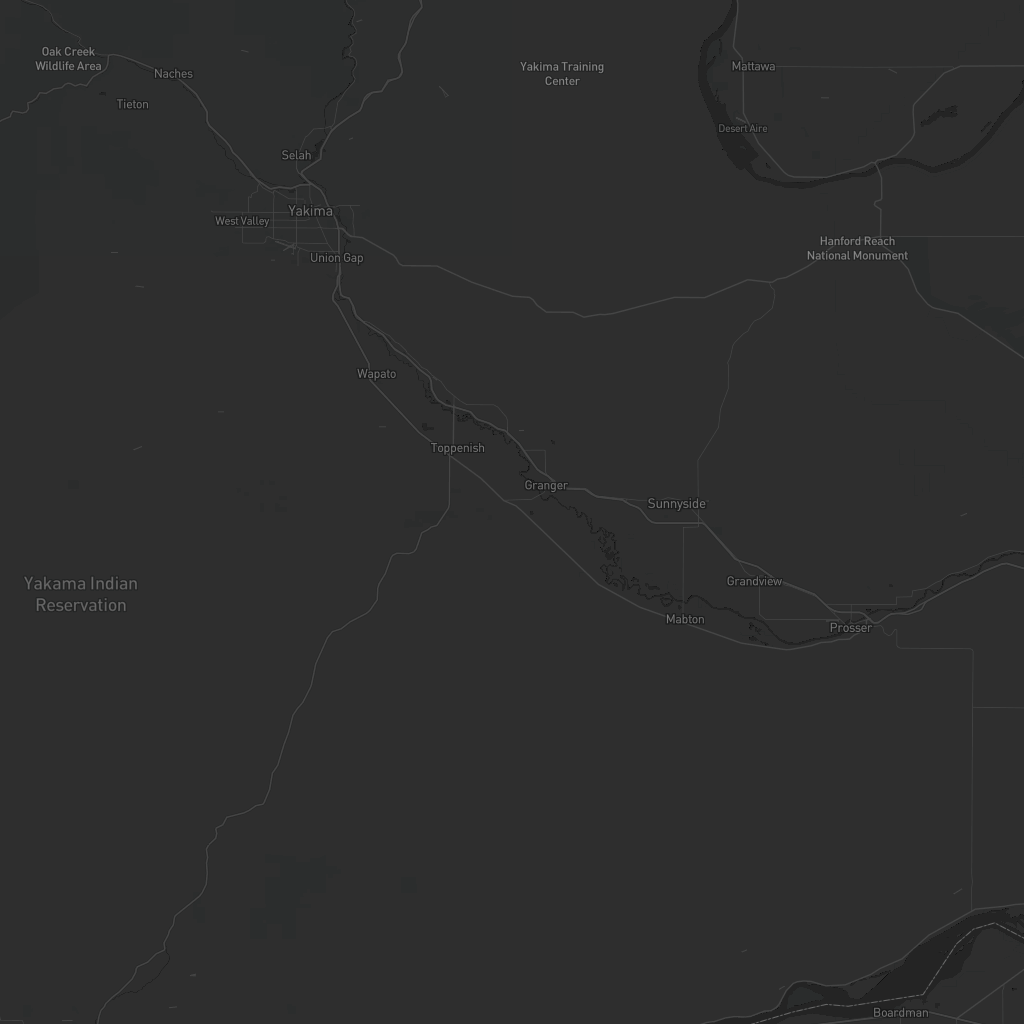 Oak Creek
Wildlife Area
Naches
Tieton
Yakima Training
Center
Mattawa
Desert Aire
Selah
Yakima
West Valley
Union Gap
Hanford Reach
National Monument
Wapato
Toppenish
Granger
Sunnyside
Yakama Indian
Reservation
Grandview
Mabton
Prosser
Boardman